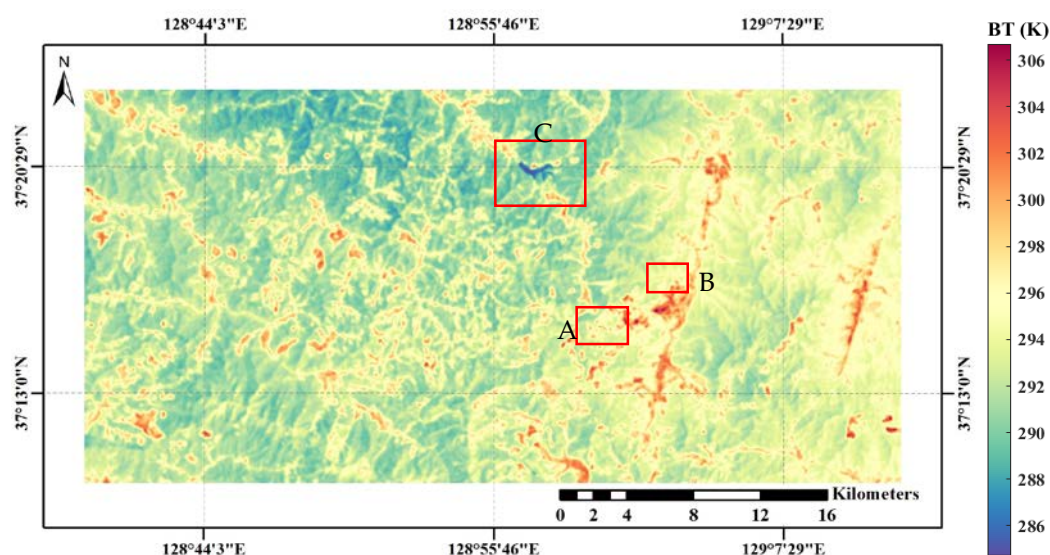 128°44'3"E 128°55'46"E 129°7'29"E
BT (K)
N
C
37°20'29"N 37°20'29"N
B
A
37°13'0"N 37°13'0"N
306
304
302
300
298
296
294
292
290
288
286
Kilometers
0 2 4 8 12 16
128°44'3"E 128°55'46"E 129°7'29"E